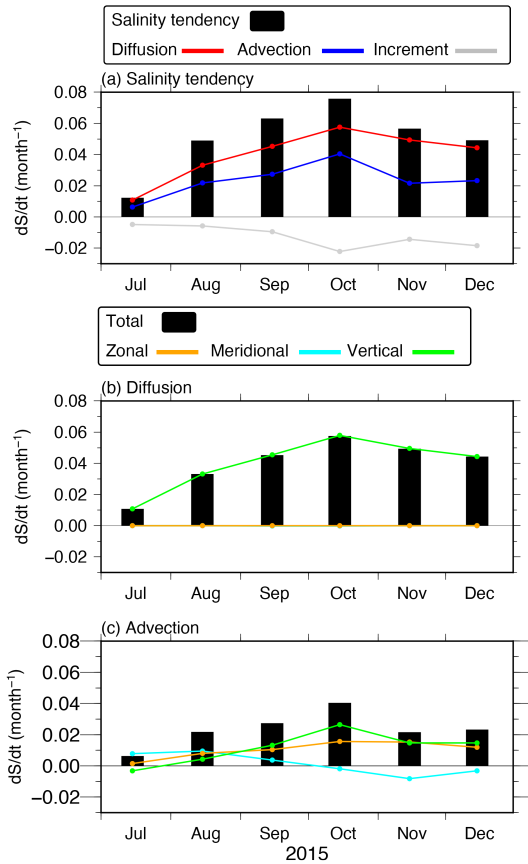 Salinity tendency
Diffusion Advection Increment
(a) Salinity tendency
dS/dt (month⁻¹)
0.08
0.06
0.04
0.02
0.00
−0.02
Jul Aug Sep Oct Nov Dec
Total
Zonal Meridional Vertical
(b) Diffusion
dS/dt (month⁻¹)
0.08
0.06
0.04
0.02
0.00
−0.02
Jul Aug Sep Oct Nov Dec
(c) Advection
dS/dt (month⁻¹)
0.08
0.06
0.04
0.02
0.00
−0.02
Jul Aug Sep Oct Nov Dec
2015